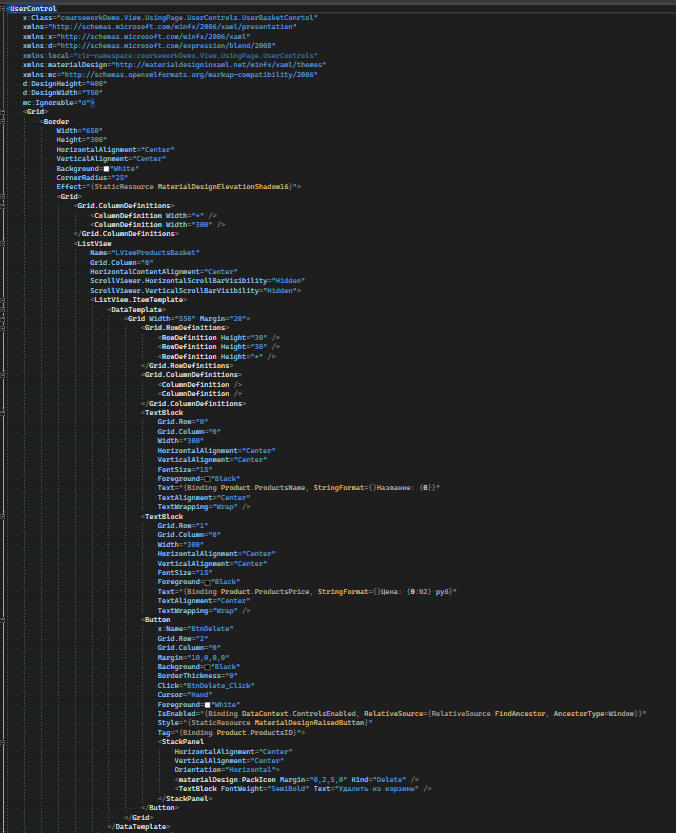 <UserControl
x:Class="courseworkDemo.View.UsingPage.UserControls.UserBasketConrtol"
xmlns="http://schemas.microsoft.com/winfx/2006/xaml/presentation"
xmlns:x="http://schemas.microsoft.com/winfx/2006/xaml"
xmlns:d="http://schemas.microsoft.com/expression/blend/2008"
xmlns:local="clr-namespace:courseworkDemo.View.UsingPage.UserControls"
xmlns:materialDesign="http://materialdesigninxaml.net/winfx/xaml/themes"
xmlns:mc="http://schemas.openxmlformats.org/markup-compatibility/2006"
d:DesignHeight="400"
d:DesignWidth="750"
mc:Ignorable="d">
<Grid>
<Border
Width="650"
Height="300"
HorizontalAlignment="Center"
VerticalAlignment="Center"
Background="White"
CornerRadius="25"
Effect="{StaticResource MaterialDesignElevationShadow16}">
<Grid>
<Grid.ColumnDefinitions>
<ColumnDefinition Width="*" />
<ColumnDefinition Width="300" />
</Grid.ColumnDefinitions>
<ListView
Name="LViewProductsBasket"
Grid.Column="0"
HorizontalContentAlignment="Center"
ScrollViewer.HorizontalScrollBarVisibility="Hidden"
ScrollViewer.VerticalScrollBarVisibility="Hidden">
<ListView.ItemTemplate>
<DataTemplate>
<Grid Width="550" Margin="20">
<Grid.RowDefinitions>
<RowDefinition Height="30" />
<RowDefinition Height="30" />
<RowDefinition Height="*" />
</Grid.RowDefinitions>
<Grid.ColumnDefinitions>
<ColumnDefinition />
<ColumnDefinition />
</Grid.ColumnDefinitions>
<TextBlock
Grid.Row="0"
Grid.Column="0"
Width="300"
HorizontalAlignment="Center"
VerticalAlignment="Center"
FontSize="15"
Foreground="Black"
Text="{Binding Product.ProductsName, StringFormat={}Название: {0}}"
TextAlignment="Center"
TextWrapping="Wrap" />
<TextBlock
Grid.Row="1"
Grid.Column="0"
Width="300"
HorizontalAlignment="Center"
VerticalAlignment="Center"
FontSize="15"
Foreground="Black"
Text="{Binding Product.ProductsPrice, StringFormat={}Цена: {0:N2} руб}"
TextAlignment="Center"
TextWrapping="Wrap" />
<Button
x:Name="BtnDelete"
Grid.Row="2"
Grid.Column="0"
Margin="10,0,0,0"
Background="Black"
BorderThickness="0"
Click="BtnDelete_Click"
Cursor="Hand"
Foreground="White"
IsEnabled="{Binding DataContext.ControlsEnabled, RelativeSource={RelativeSource FindAncestor, AncestorType=Window}}"
Style="{StaticResource MaterialDesignRaisedButton}"
Tag="{Binding Product.ProductsID}">
<StackPanel
HorizontalAlignment="Center"
VerticalAlignment="Center"
Orientation="Horizontal">
<materialDesign:PackIcon Margin="0,2,5,0" Kind="Delete" />
<TextBlock FontWeight="SemiBold" Text="Удалить из корзины" />
</StackPanel>
</Button>
</Grid>
</DataTemplate>